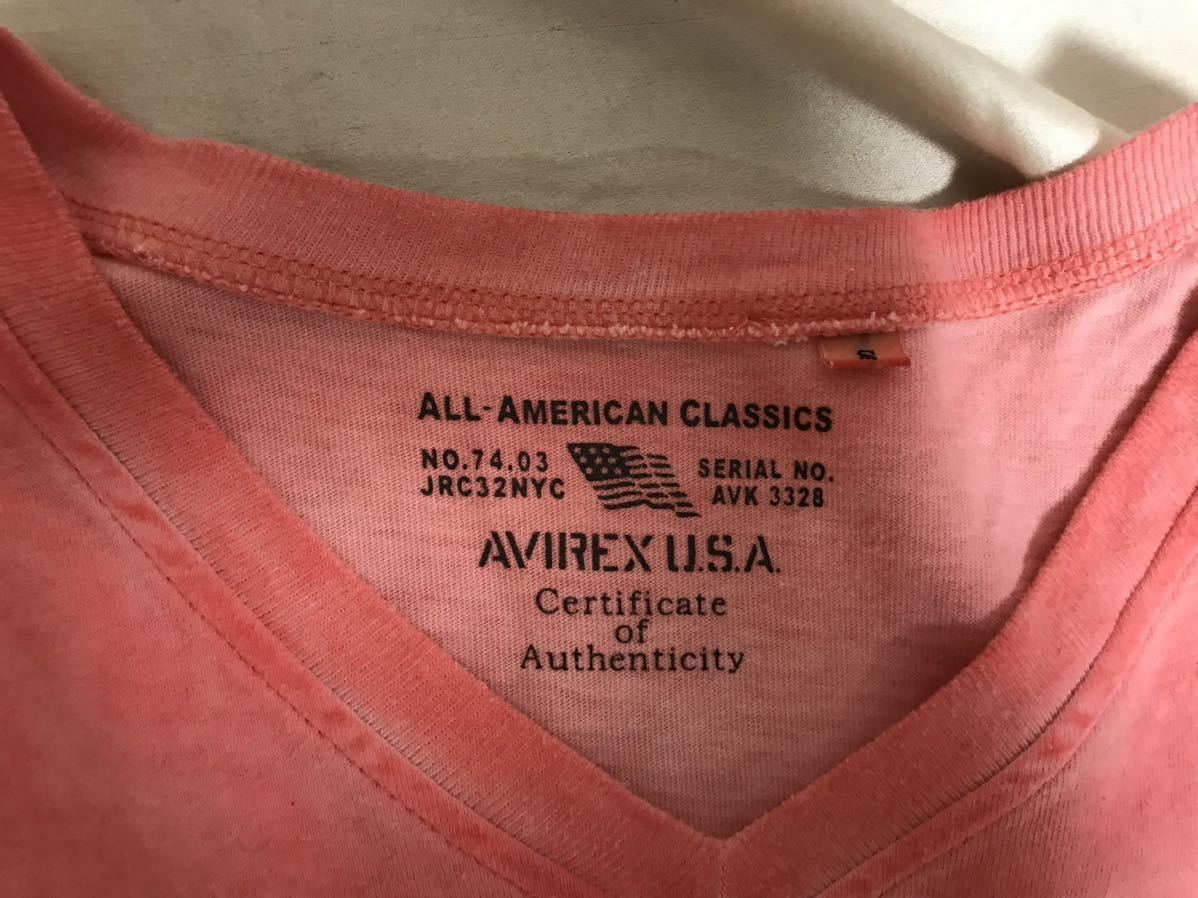 S
ALL-AMERICAN CLASSICS
NO.74.03
JRC32NYC
SERIAL NO.
AVK 3328
AVIREX U.S.A.
Certificate
of
Authenticity